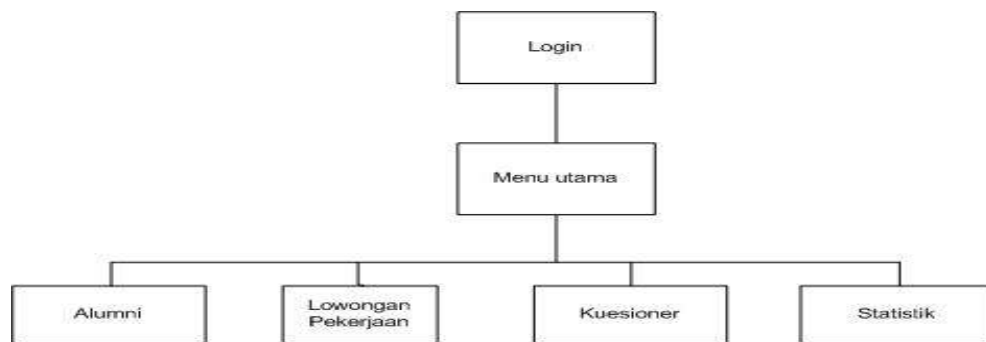 Login
Menu utama
Alumni
Lowongan
Pekerjaan
Kuesioner
Statistik